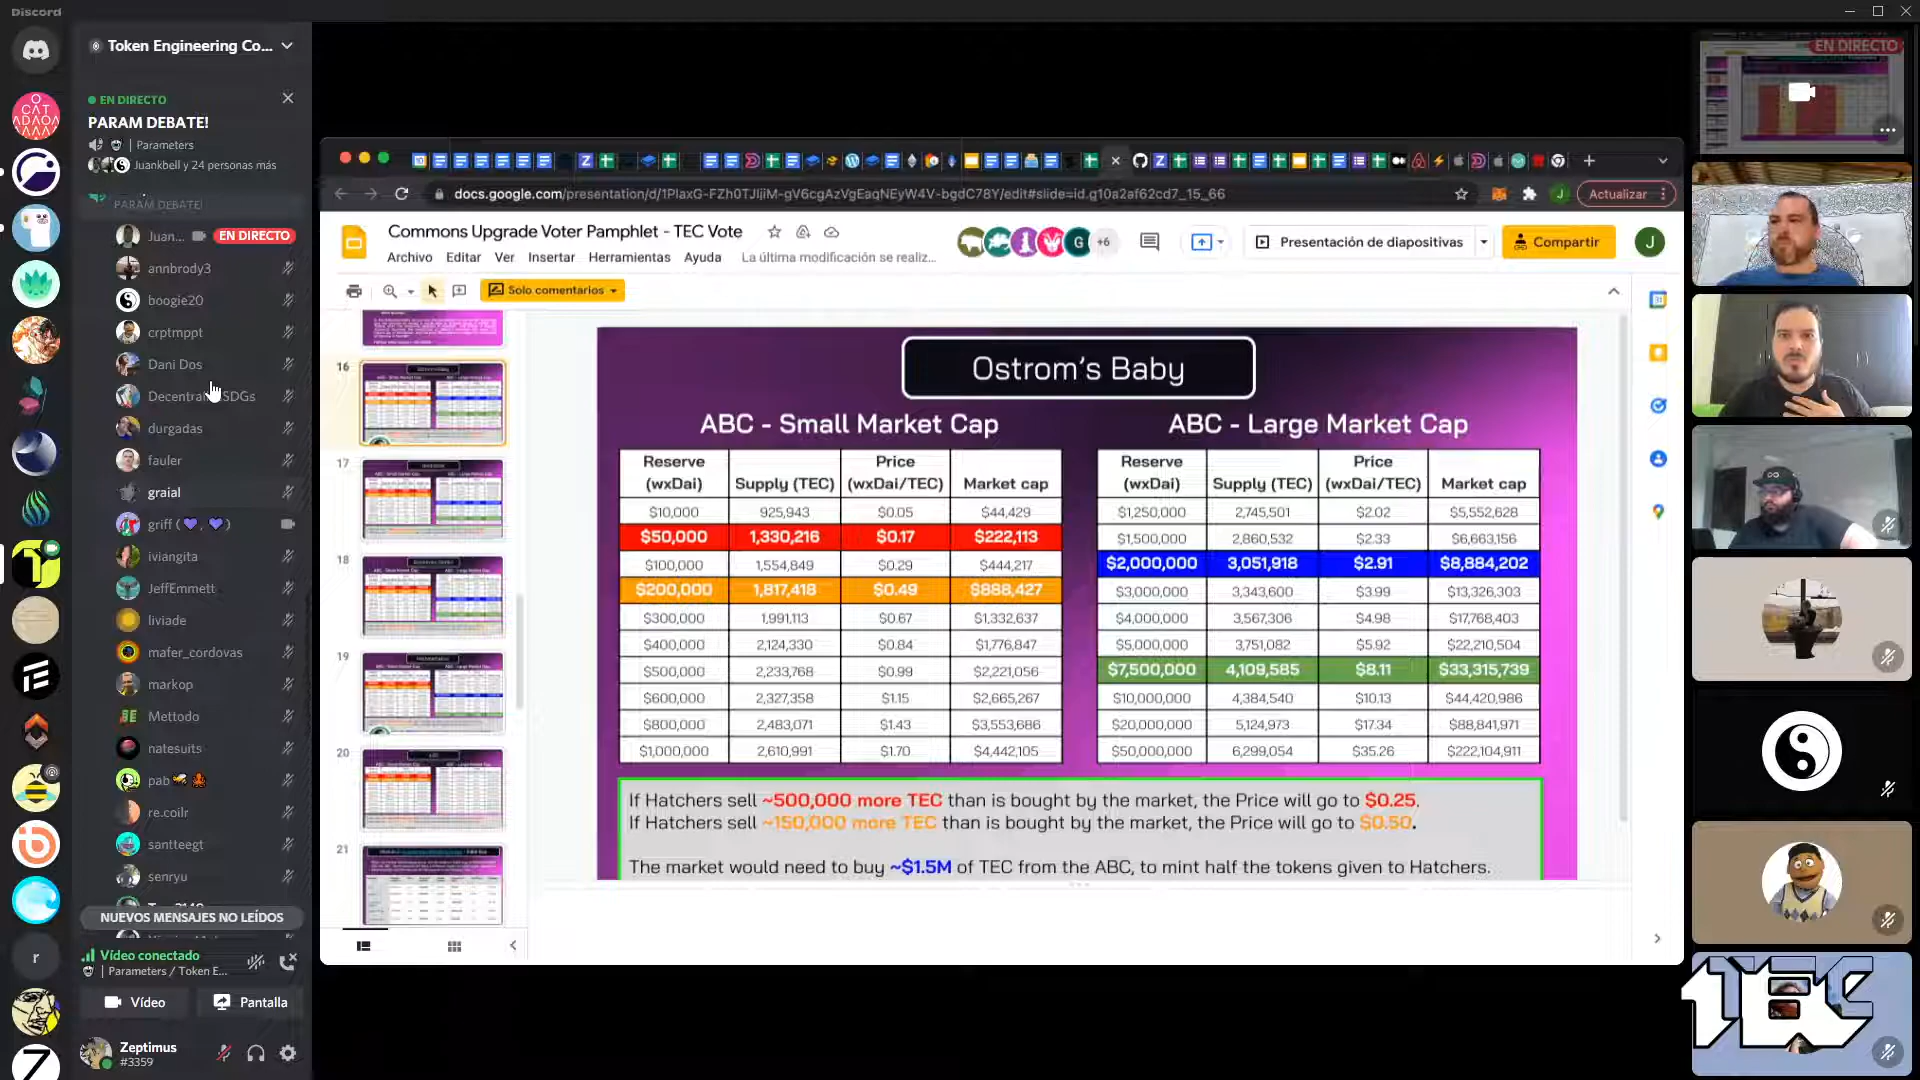 Discord
Token Engineering Co...
EN DIRECTO
PARAM DEBATE!
Parameters
Juankbell y 24 personas más
PARAM DEBATE!
Juan... EN DIRECTO
annbrody3
boogie20
crptmppt
Dani Dos
Decentral SDGs
durgadas
fauler
graial
griff ( 💜 , 💜 )
iviangita
JeffEmmett
liviade
mafer_cordovas
markop
Mettodo
natesuits
pab
re.coilr
santteegt
senryu
NUEVOS MENSAJES NO LEÍDOS
Vídeo conectado
Parameters / Token E...
Vídeo Pantalla
Zeptimus
#3359
docs.google.com/presentation/d/1PlaxG-FZh0TJIjiM-gV6cgAzVgEaqNEyW4V-bgdC78Y/edit#slide=id.g10a2af62cd7_15_66
Actualizar
Commons Upgrade Voter Pamphlet - TEC Vote
Archivo Editar Ver Insertar Herramientas Ayuda La última modificación se realiz...
G +6
Presentación de diapositivas
Compartir
J
Solo comentarios
16
17
18
19
20
21
Ostrom's Baby
ABC - Small Market Cap
Reserve (wxDai) Supply (TEC) Price (wxDai/TEC) Market cap
$10,000 925,943 $0.05 $44,429
$50,000 1,330,216 $0.17 $222,113
$100,000 1,554,849 $0.29 $444,217
$200,000 1,817,418 $0.49 $888,427
$300,000 1,991,113 $0.67 $1,332,637
$400,000 2,124,330 $0.84 $1,776,847
$500,000 2,233,768 $0.99 $2,221,056
$600,000 2,327,358 $1.15 $2,665,267
$800,000 2,483,071 $1.43 $3,553,686
$1,000,000 2,610,991 $1.70 $4,442,105
ABC - Large Market Cap
Reserve (wxDai) Supply (TEC) Price (wxDai/TEC) Market cap
$1,250,000 2,745,501 $2.02 $5,552,628
$1,500,000 2,860,532 $2.33 $6,663,156
$2,000,000 3,051,918 $2.91 $8,884,202
$3,000,000 3,343,600 $3.99 $13,326,303
$4,000,000 3,567,306 $4.98 $17,768,403
$5,000,000 3,751,082 $5.92 $22,210,504
$7,500,000 4,109,585 $8.11 $33,315,739
$10,000,000 4,384,540 $10.13 $44,420,986
$20,000,000 5,124,973 $17.34 $88,841,971
$50,000,000 6,299,054 $35.26 $222,104,911
If Hatchers sell ~500,000 more TEC than is bought by the market, the Price will go to $0.25.
If Hatchers sell ~150,000 more TEC than is bought by the market, the Price will go to $0.50.
The market would need to buy ~$1.5M of TEC from the ABC, to mint half the tokens given to Hatchers.
EN DIRECTO
TEC